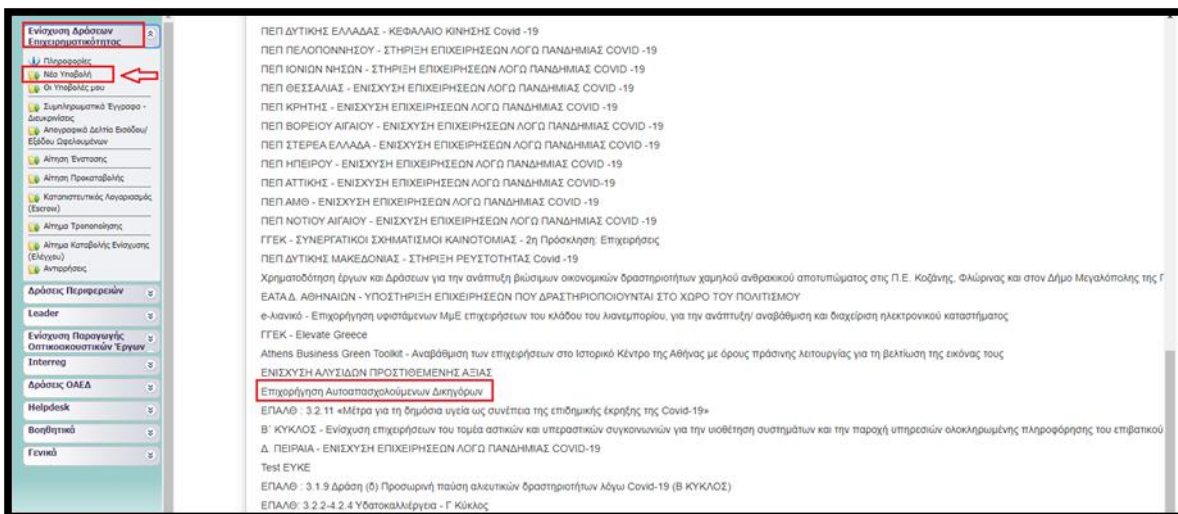 Ενίσχυση Δράσεων
Επιχειρηματικότητας
Πληροφορίες
Νέα Υποβολή
Οι Υποβολές μου
Συμπληρωματικά Έγγραφα -
Διευκρινίσεις
Απογραφικά Δελτία Εισόδου/
Εξόδου Ωφελουμένων
Αίτηση Ένστασης
Αίτηση Προκαταβολής
Καταπιστευτικός Λογαριασμός
(Escrow)
Αίτημα Τροποποίησης
Αίτημα Καταβολής Ενίσχυσης
(Ελέγχου)
Αντιρρήσεις
Δράσεις Περιφερειών
Leader
Ενίσχυση Παραγωγής
Οπτικοακουστικών Έργων
Interreg
Δράσεις ΟΑΕΔ
Helpdesk
Βοηθητικά
Γενικά
ΠΕΠ ΔΥΤΙΚΗΣ ΕΛΛΑΔΑΣ - ΚΕΦΑΛΑΙΟ ΚΙΝΗΣΗΣ Covid -19
ΠΕΠ ΠΕΛΟΠΟΝΝΗΣΟΥ - ΣΤΗΡΙΞΗ ΕΠΙΧΕΙΡΗΣΕΩΝ ΛΟΓΩ ΠΑΝΔΗΜΙΑΣ COVID -19
ΠΕΠ ΙΟΝΙΩΝ ΝΗΣΩΝ - ΣΤΗΡΙΞΗ ΕΠΙΧΕΙΡΗΣΕΩΝ ΛΟΓΩ ΠΑΝΔΗΜΙΑΣ COVID -19
ΠΕΠ ΘΕΣΣΑΛΙΑΣ - ΕΝΙΣΧΥΣΗ ΕΠΙΧΕΙΡΗΣΕΩΝ ΛΟΓΩ ΠΑΝΔΗΜΙΑΣ COVID -19
ΠΕΠ ΚΡΗΤΗΣ - ΕΝΙΣΧΥΣΗ ΕΠΙΧΕΙΡΗΣΕΩΝ ΛΟΓΩ ΠΑΝΔΗΜΙΑΣ COVID -19
ΠΕΠ ΒΟΡΕΙΟΥ ΑΙΓΑΙΟΥ - ΕΝΙΣΧΥΣΗ ΕΠΙΧΕΙΡΗΣΕΩΝ ΛΟΓΩ ΠΑΝΔΗΜΙΑΣ COVID -19
ΠΕΠ ΣΤΕΡΕΑ ΕΛΛΑΔΑ - ΕΝΙΣΧΥΣΗ ΕΠΙΧΕΙΡΗΣΕΩΝ ΛΟΓΩ ΠΑΝΔΗΜΙΑΣ COVID -19
ΠΕΠ ΗΠΕΙΡΟΥ - ΕΝΙΣΧΥΣΗ ΕΠΙΧΕΙΡΗΣΕΩΝ ΛΟΓΩ ΠΑΝΔΗΜΙΑΣ COVID -19
ΠΕΠ ΑΤΤΙΚΗΣ - ΕΝΙΣΧΥΣΗ ΕΠΙΧΕΙΡΗΣΕΩΝ ΛΟΓΩ ΠΑΝΔΗΜΙΑΣ COVID-19
ΠΕΠ ΑΜΘ - ΕΝΙΣΧΥΣΗ ΕΠΙΧΕΙΡΗΣΕΩΝ ΛΟΓΩ ΠΑΝΔΗΜΙΑΣ COVID -19
ΠΕΠ ΝΟΤΙΟΥ ΑΙΓΑΙΟΥ - ΕΝΙΣΧΥΣΗ ΕΠΙΧΕΙΡΗΣΕΩΝ ΛΟΓΩ ΠΑΝΔΗΜΙΑΣ COVID -19
ΓΓΕΚ - ΣΥΝΕΡΓΑΤΙΚΟΙ ΣΧΗΜΑΤΙΣΜΟΙ ΚΑΙΝΟΤΟΜΙΑΣ - 2η Πρόσκληση: Επιχειρήσεις
ΠΕΠ ΔΥΤΙΚΗΣ ΜΑΚΕΔΟΝΙΑΣ - ΣΤΗΡΙΞΗ ΡΕΥΣΤΟΤΗΤΑΣ Covid -19
Χρηματοδότηση έργων και Δράσεων για την ανάπτυξη βιώσιμων οικονομικών δραστηριοτήτων χαμηλού ανθρακικού αποτυπώματος στις Π.Ε. Κοζάνης, Φλώρινας και στον Δήμο Μεγαλόπολης της
ΕΑΤΑ Δ. ΑΘΗΝΑΙΩΝ - ΥΠΟΣΤΗΡΙΞΗ ΕΠΙΧΕΙΡΗΣΕΩΝ ΠΟΥ ΔΡΑΣΤΗΡΙΟΠΟΙΟΥΝΤΑΙ ΣΤΟ ΧΩΡΟ ΤΟΥ ΠΟΛΙΤΙΣΜΟΥ
e-λιανικό - Επιχορήγηση υφιστάμενων ΜμΕ επιχειρήσεων του κλάδου του λιανεμπορίου, για την ανάπτυξη/ αναβάθμιση και διαχείριση ηλεκτρονικού καταστήματος
ΓΓΕΚ - Elevate Greece
Athens Business Green Toolkit - Αναβάθμιση των επιχειρήσεων στο Ιστορικό Κέντρο της Αθήνας με όρους πράσινης λειτουργίας για τη βελτίωση της εικόνας τους
ΕΝΙΣΧΥΣΗ ΑΛΥΣΙΔΩΝ ΠΡΟΣΤΙΘΕΜΕΝΗΣ ΑΞΙΑΣ
Επιχορήγηση Αυτοαπασχολούμενων Δικηγόρων
ΕΠΑΛΘ : 3.2.11 «Μέτρα για τη δημόσια υγεία ως συνέπεια της επιδημικής έκρηξης της Covid-19»
Β΄ ΚΥΚΛΟΣ - Ενίσχυση επιχειρήσεων του τομέα αστικών και υπεραστικών συγκοινωνιών για την υιοθέτηση συστημάτων και την παροχή υπηρεσιών ολοκληρωμένης πληροφόρησης του επιβατικού
Δ. ΠΕΙΡΑΙΑ - ΕΝΙΣΧΥΣΗ ΕΠΙΧΕΙΡΗΣΕΩΝ ΛΟΓΩ ΠΑΝΔΗΜΙΑΣ COVID-19
Test ΕΥΚΕ
ΕΠΑΛΘ : 3.1.9 Δράση (δ) Προσωρινή παύση αλιευτικών δραστηριοτήτων λόγω Covid-19 (Β ΚΥΚΛΟΣ)
ΕΠΑΛΘ: 3.2.2-4.2.4 Υδατοκαλλιέργεια - Γ Κύκλος